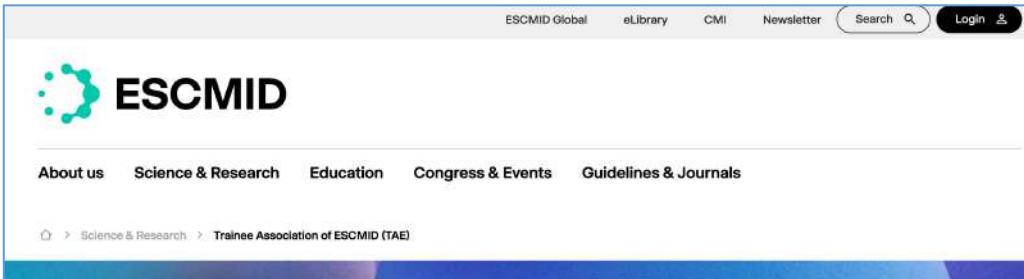 ESCMID Global eLibrary CMI Newsletter Search Login
ESCMID
About us Science & Research Education Congress & Events Guidelines & Journals
> Science & Research > Trainee Association of ESCMID (TAE)